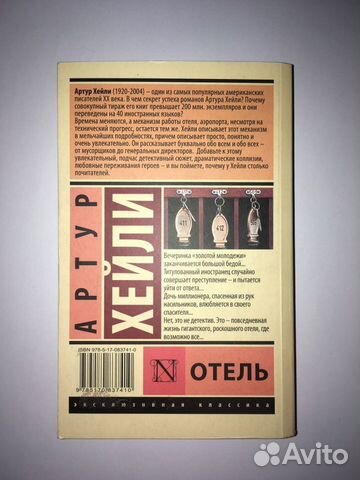 Артур Хейли (1920-2004) – один из самых популярных американских
писателей XX века. В чем секрет успеха романов Артура Хейли? Почему
совокупный тираж его книг превышает 200 млн. экземпляров и они
переведены на 40 иностранных языков?
Времена меняются, а механизм работы отеля, аэропорта, несмотря на
технический прогресс, остается тем же. Хейли описывает этот механизм
в мельчайших подробностях, причем описывает просто, понятно и
очень увлекательно. Он рассказывает буквально обо всем и обо всех –
от мусорщиков до генеральных директоров. Добавьте к этому
увлекательный, подчас детективный сюжет, драматические коллизии,
любовные переживания героев – и вы поймете, почему у Хейли столько
почитателей.
АРТУР
ХЕЙЛИ
411
412
Вечеринка «золотой молодежи»
заканчивается большой бедой...
Титулованный иностранец случайно
совершает преступление – и пытается
уйти от ответа...
Дочь миллионера, спасенная из рук
насильников, влюбляется в своего
спасителя...
Нет, это не детектив. Это – повседневная
жизнь гигантского, роскошного отеля, где
возможно все...
ISBN 978-5-17-083741-0
9785170837410
N
ОТЕЛЬ
эксклюзивная классика
Avito